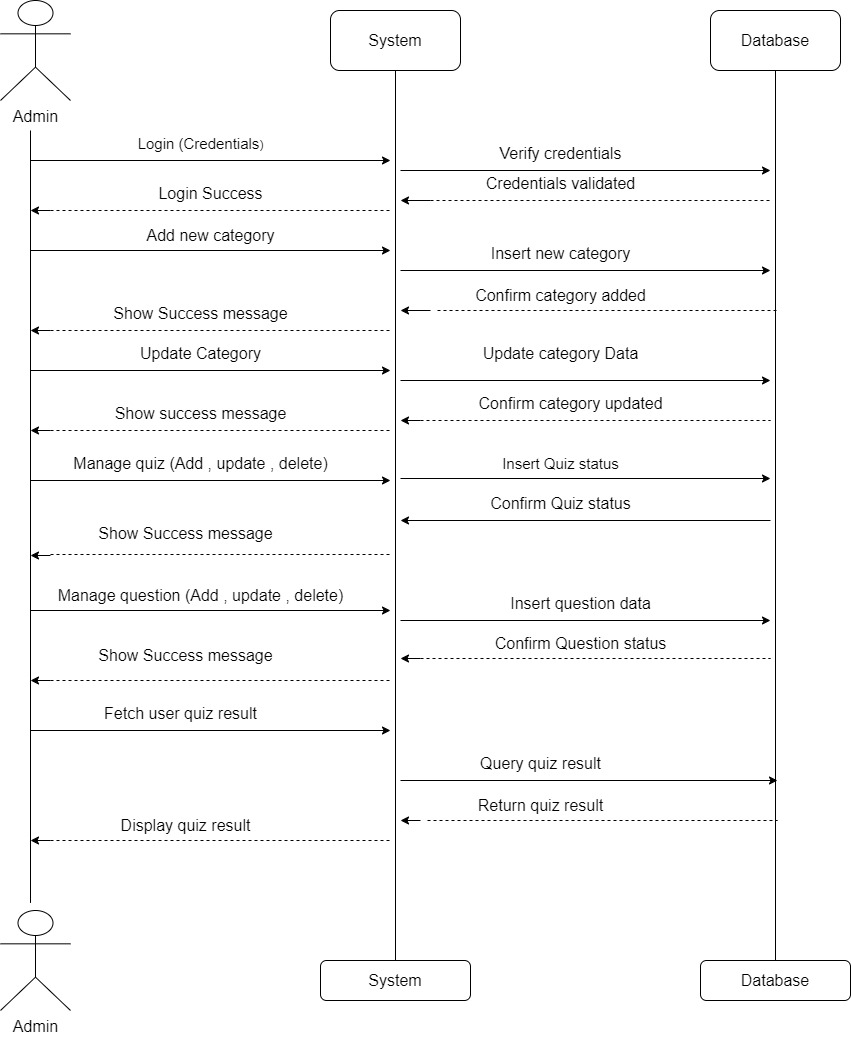 System
Database
Admin
Login (Credentials)
Verify credentials
Credentials validated
Login Success
Add new category
Insert new category
Confirm category added
Show Success message
Update Category
Update category Data
Confirm category updated
Show success message
Manage quiz (Add , update , delete)
Insert Quiz status
Confirm Quiz status
Show Success message
Manage question (Add , update , delete)
Insert question data
Confirm Question status
Show Success message
Fetch user quiz result
Query quiz result
Return quiz result
Display quiz result
System
Database
Admin